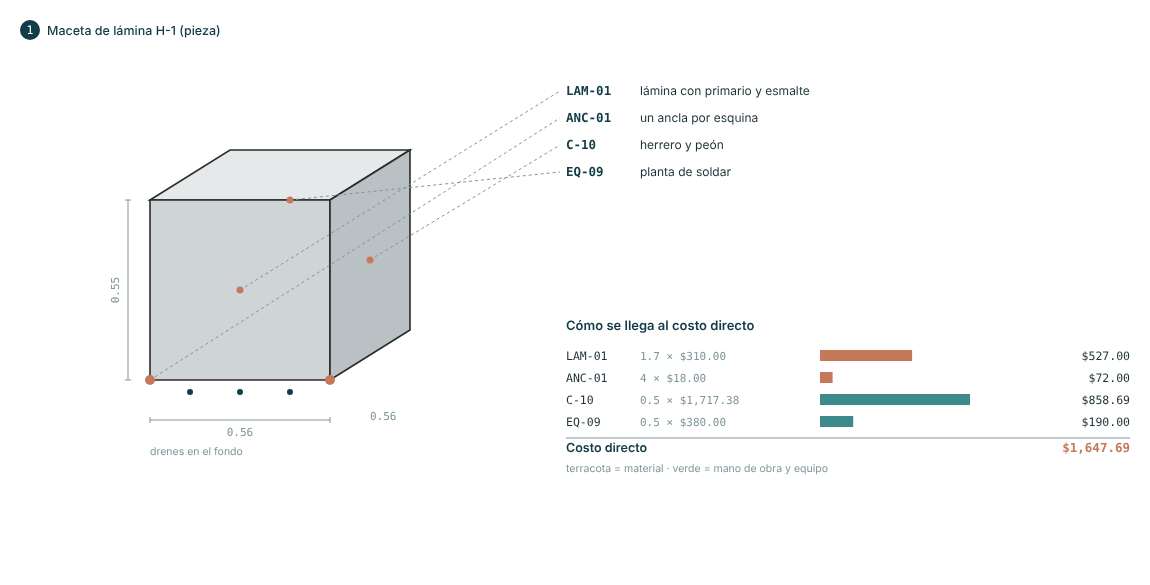 1 Maceta de lámina H-1 (pieza)
LAM-01 lámina con primario y esmalte
ANC-01 un ancla por esquina
C-10 herrero y peón
EQ-09 planta de soldar
0.55
0.56
0.56
drenes en el fondo
Cómo se llega al costo directo
LAM-01 1.7 × $310.00 $527.00
ANC-01 4 × $18.00 $72.00
C-10 0.5 × $1,717.38 $858.69
EQ-09 0.5 × $380.00 $190.00
Costo directo $1,647.69
terracota = material · verde = mano de obra y equipo